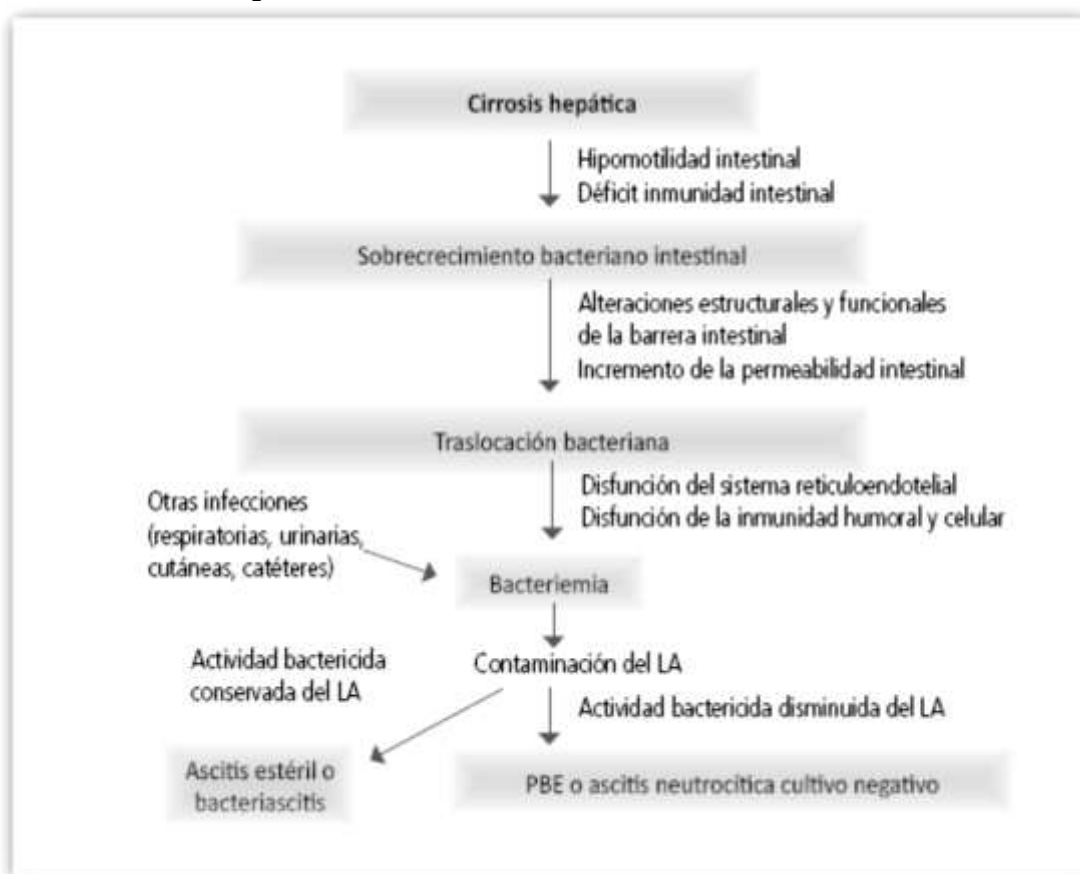 Cirrosis hepática
Hipomotilidad intestinal
Déficit inmunidad intestinal
Sobrecrecimiento bacteriano intestinal
Alteraciones estructurales y funcionales
de la barrera intestinal
Incremento de la permeabilidad intestinal
Traslocación bacteriana
Disfunción del sistema reticuloendotelial
Disfunción de la inmunidad humoral y celular
Otras infecciones
(respiratorias, urinarias,
cutáneas, catéteres)
Bacteriemia
Contaminación del LA
Actividad bactericida
conservada del LA
Actividad bactericida disminuida del LA
Ascitis estéril o
bacteriascitis
PBE o ascitis neutrocítica cultivo negativo